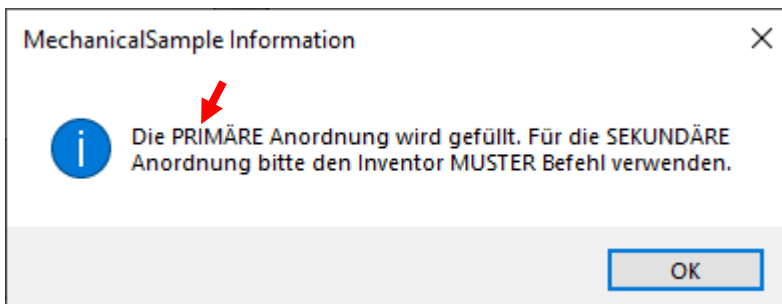 MechanicalSample Information
Die PRIMÄRE Anordnung wird gefüllt. Für die SEKUNDÄRE
Anordnung bitte den Inventor MUSTER Befehl verwenden.
OK